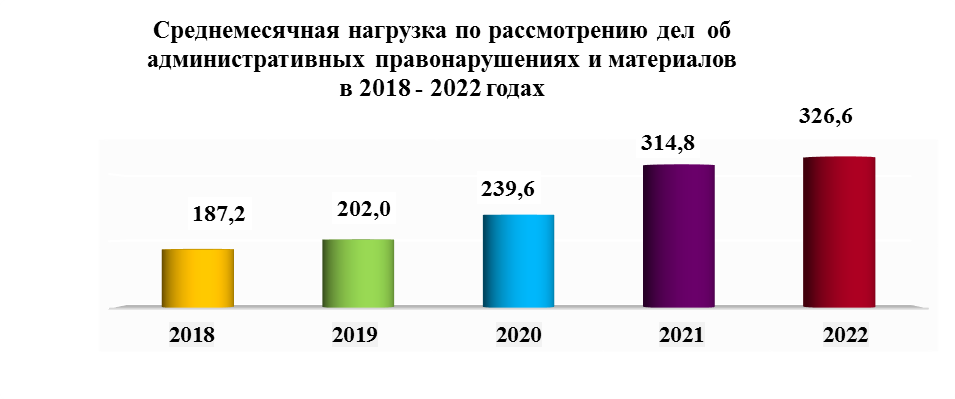 Среднемесячная нагрузка по рассмотрению дел об
административных правонарушениях и материалов
в 2018 - 2022 годах
326,6
314,8
239,6
202,0
187,2
2018 2019 2020 2021 2022